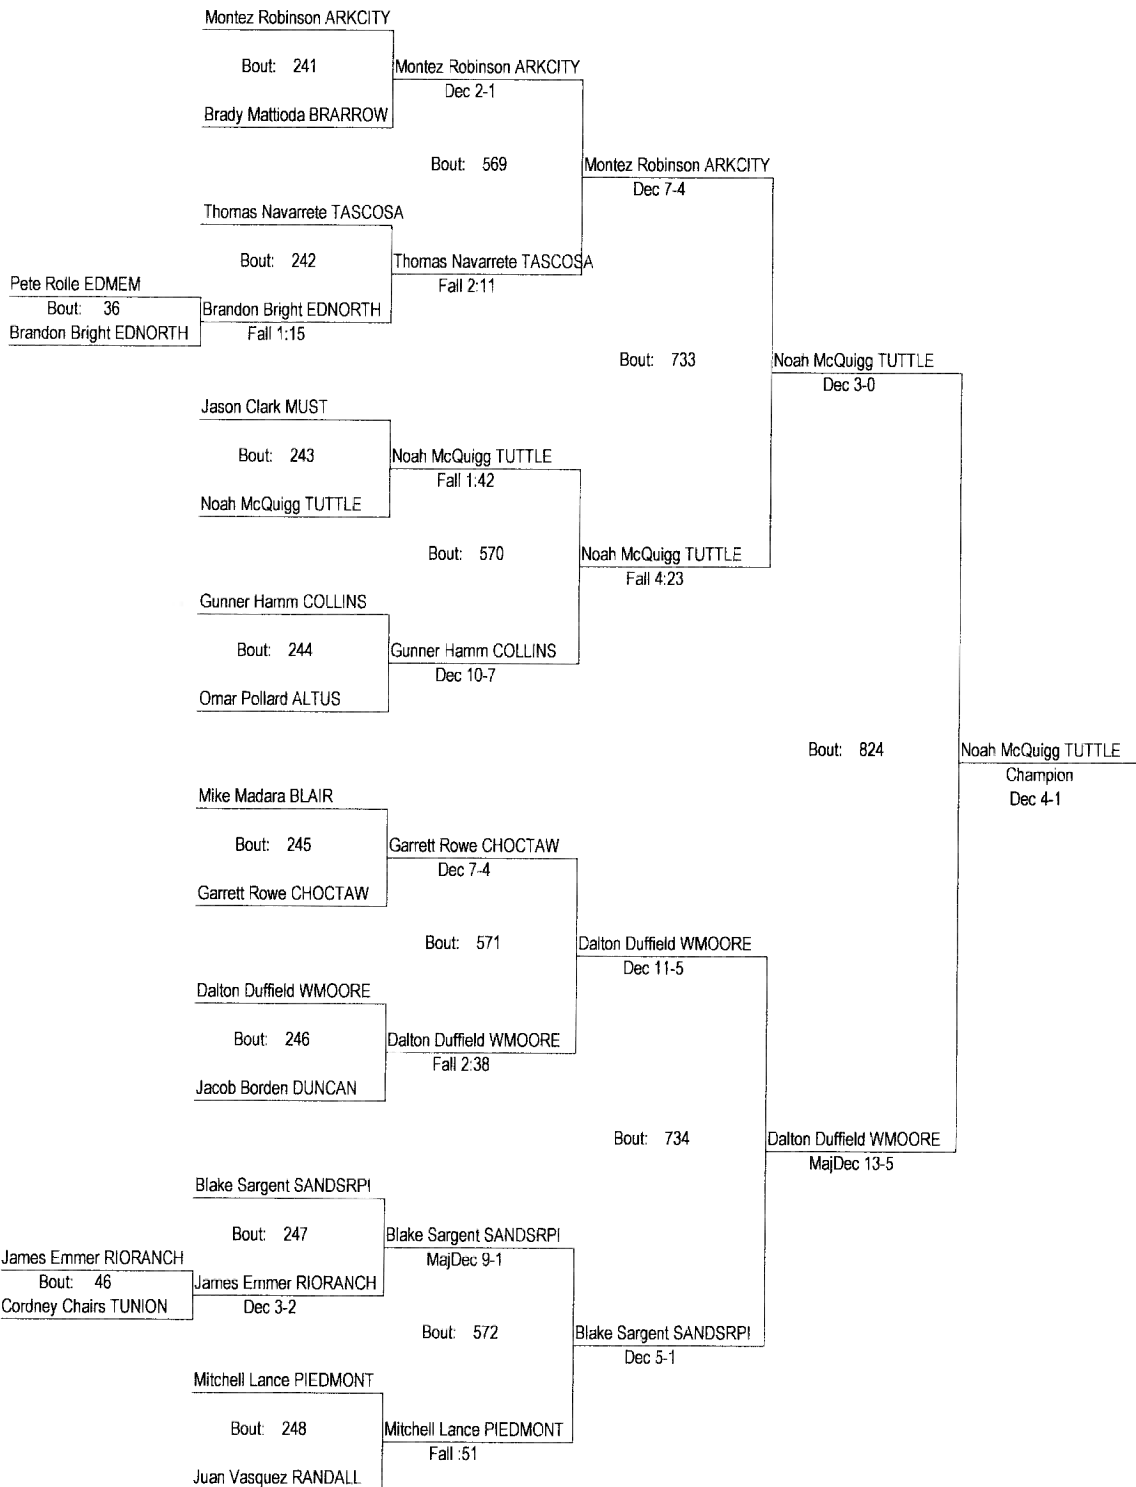 Montez Robinson ARKCITY
Bout: 241
Montez Robinson ARKCITY
Dec 2-1
Brady Mattioda BRARROW
Bout: 569
Montez Robinson ARKCITY
Dec 7-4
Thomas Navarrete TASCOSA
Bout: 242
Thomas Navarrete TASCOSA
Fall 2:11
Pete Rolle EDMEM
Bout: 36
Brandon Bright EDNORTH
Brandon Bright EDNORTH
Fall 1:15
Bout: 733
Noah McQuigg TUTTLE
Dec 3-0
Jason Clark MUST
Bout: 243
Noah McQuigg TUTTLE
Fall 1:42
Noah McQuigg TUTTLE
Bout: 570
Noah McQuigg TUTTLE
Fall 4:23
Gunner Hamm COLLINS
Bout: 244
Gunner Hamm COLLINS
Dec 10-7
Omar Pollard ALTUS
Bout: 824
Noah McQuigg TUTTLE
Champion
Dec 4-1
Mike Madara BLAIR
Bout: 245
Garrett Rowe CHOCTAW
Dec 7-4
Garrett Rowe CHOCTAW
Bout: 571
Dalton Duffield WMOORE
Dec 11-5
Dalton Duffield WMOORE
Bout: 246
Dalton Duffield WMOORE
Fall 2:38
Jacob Borden DUNCAN
Bout: 734
Dalton Duffield WMOORE
MajDec 13-5
Blake Sargent SANDSRPI
Bout: 247
Blake Sargent SANDSRPI
MajDec 9-1
James Emmer RIORANCH
Bout: 46
Cordney Chairs TUNION
James Emmer RIORANCH
Dec 3-2
Bout: 572
Blake Sargent SANDSRPI
Dec 5-1
Mitchell Lance PIEDMONT
Bout: 248
Mitchell Lance PIEDMONT
Fall :51
Juan Vasquez RANDALL